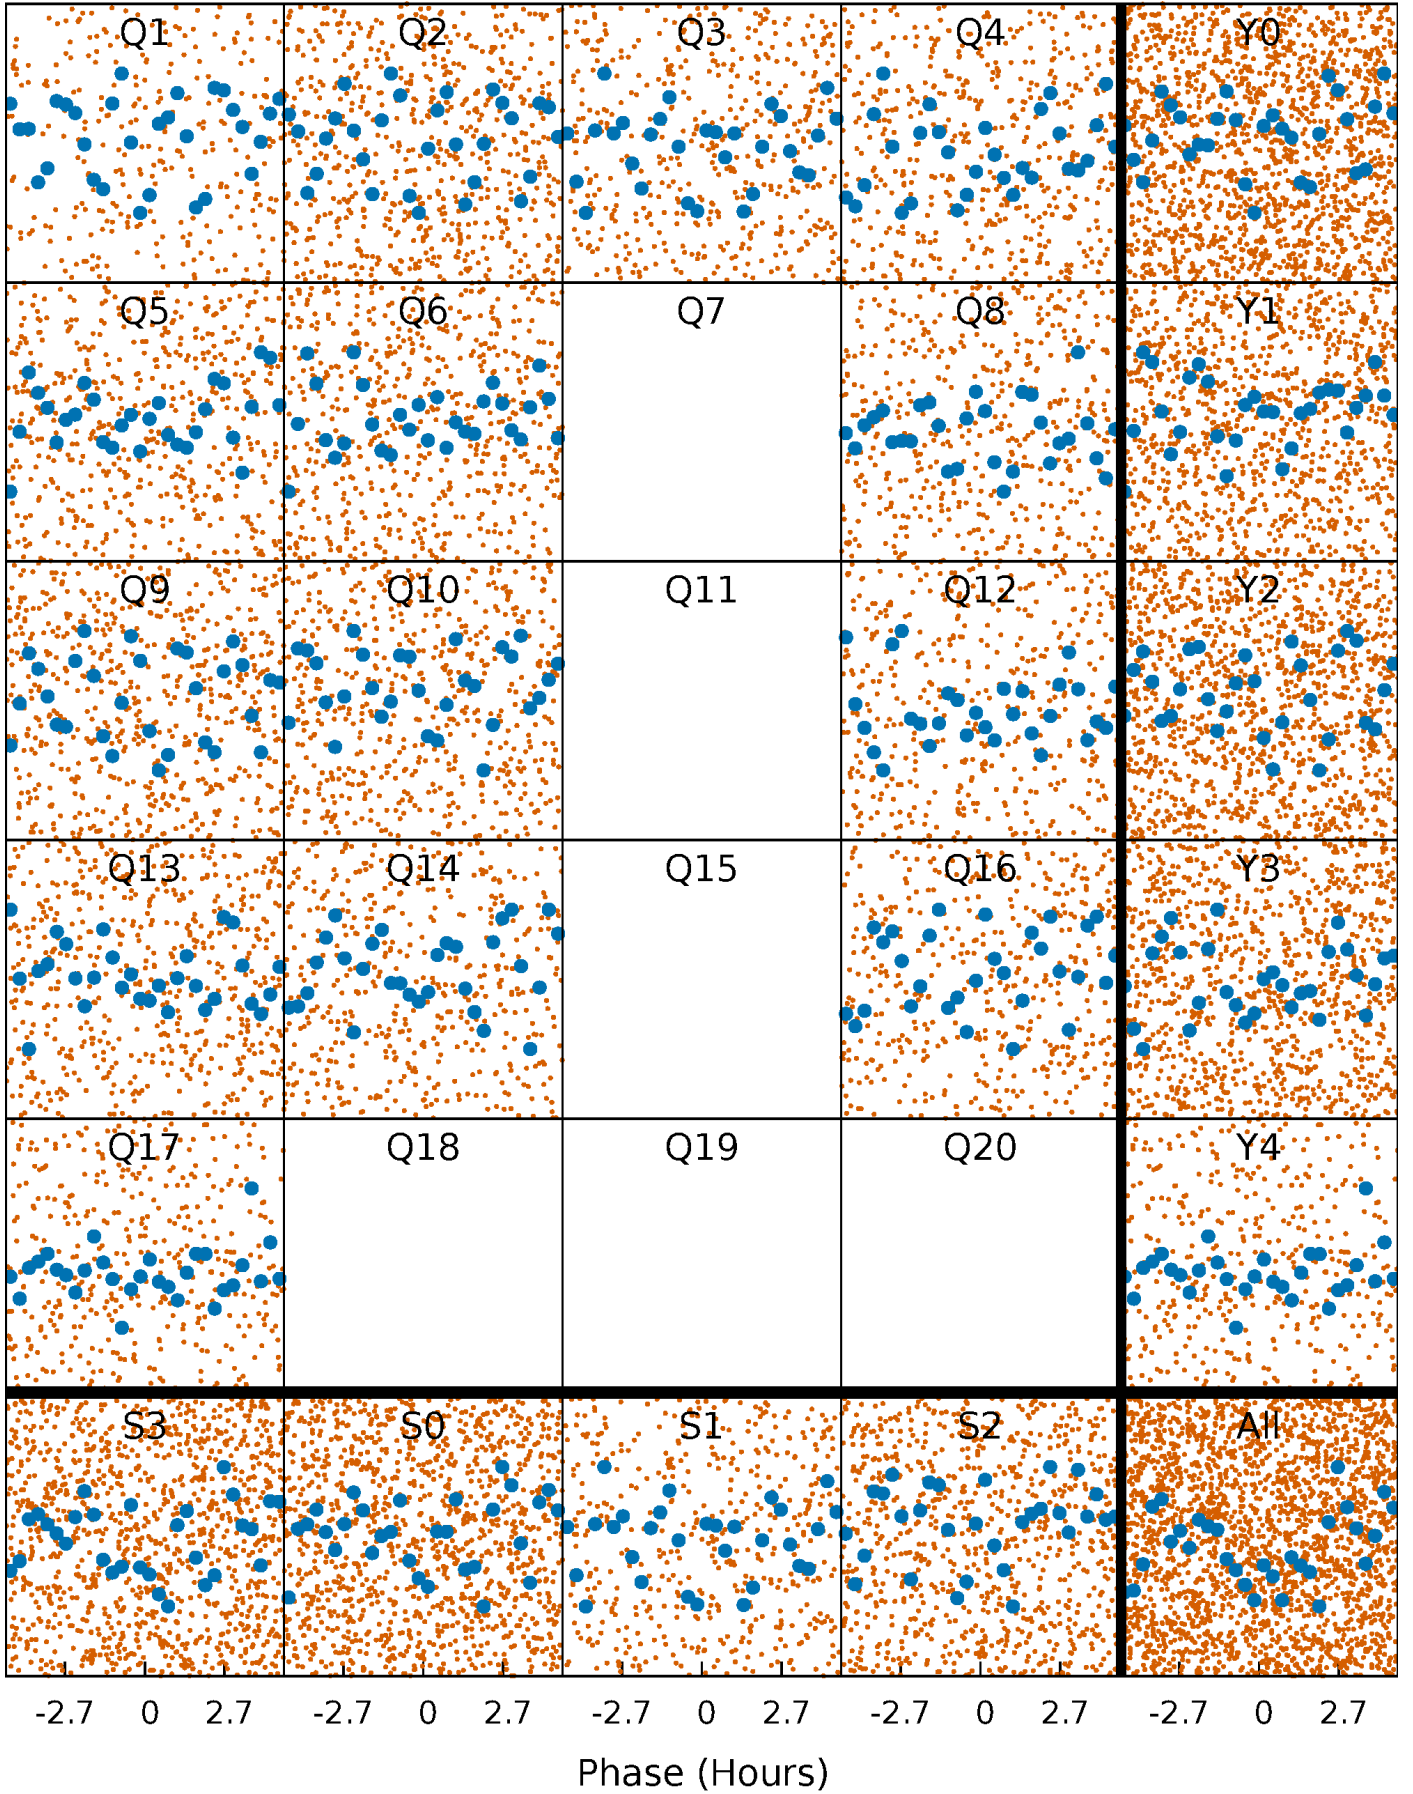 Q1 Q2 Q3 Q4 Y0
Q5 Q6 Q7 Q8 Y1
Q9 Q10 Q11 Q12 Y2
Q13 Q14 Q15 Q16 Y3
Q17 Q18 Q19 Q20 Y4
S3 S0 S1 S2 All
-2.7 0 2.7 -2.7 0 2.7 -2.7 0 2.7 -2.7 0 2.7 -2.7 0 2.7
Phase (Hours)